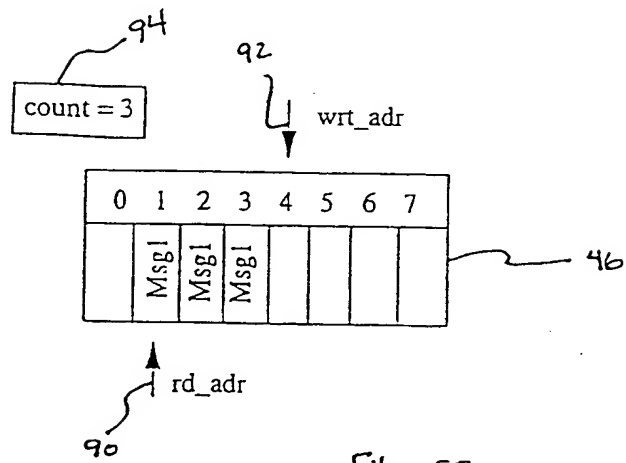 94
92
count = 3
wrt_adr
0 1 2 3 4 5 6 7
Msg1 Msg1 Msg1
46
rd_adr
90